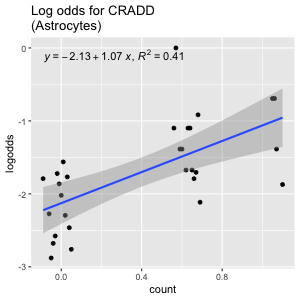 Log odds for CRADD
(Astrocytes)
y = −2.13 + 1.07 x, R² = 0.41
0
-1
-2
-3
logodds
0.0 0.4 0.8
count